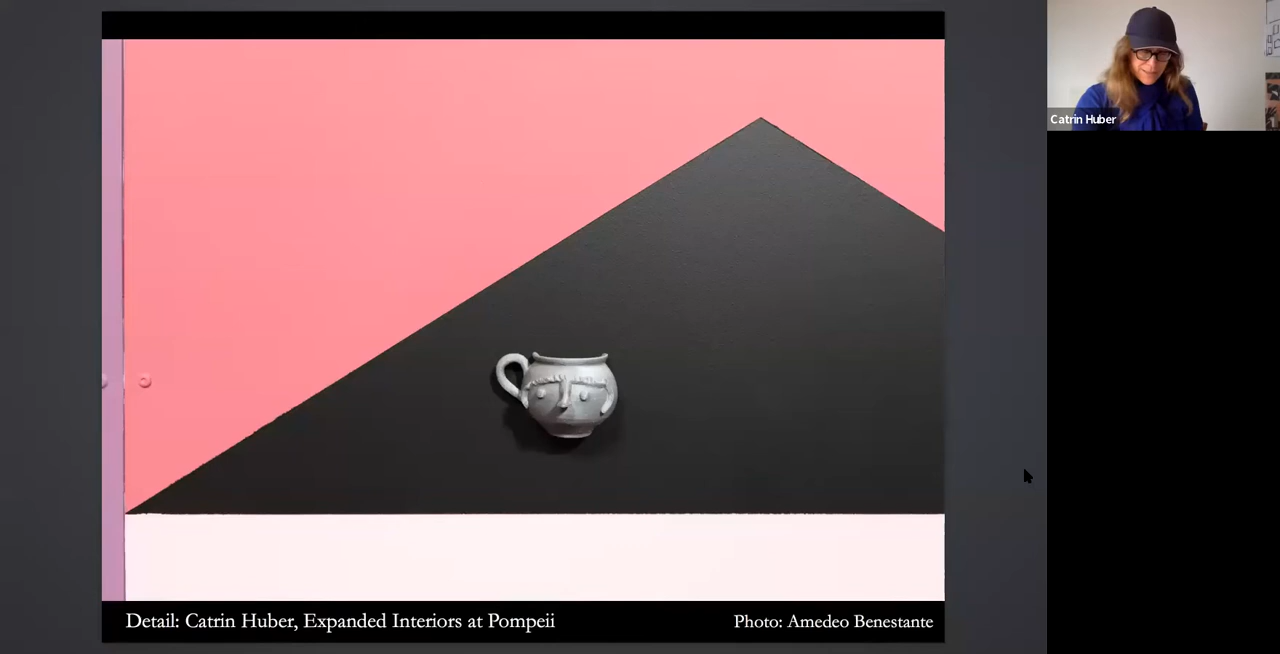 Catrin Huber
Detail: Catrin Huber, Expanded Interiors at Pompeii
Photo: Amedeo Benestante